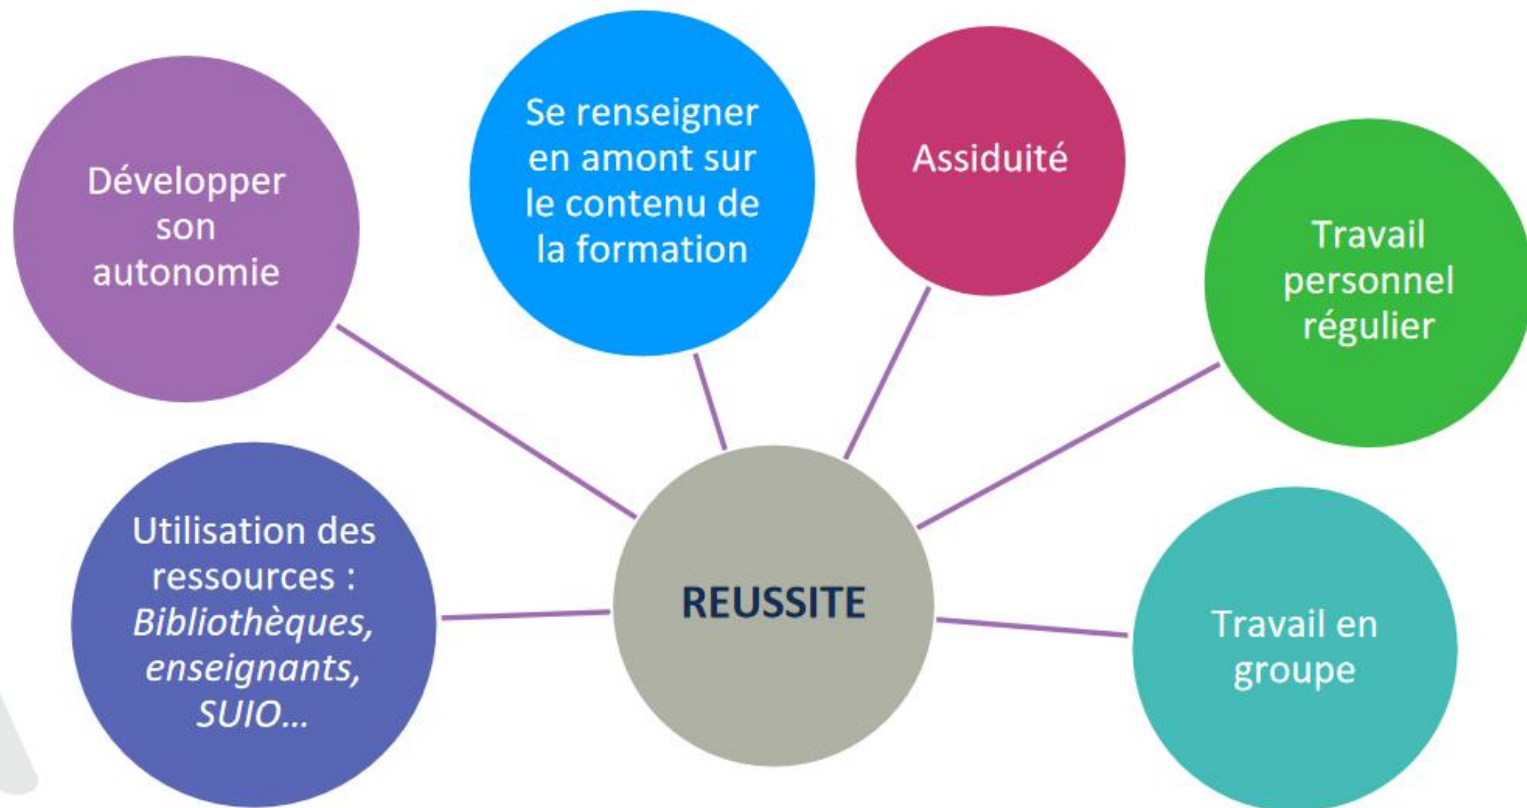 Développer
son
autonomie
Se renseigner
en amont sur
le contenu de
la formation
Assiduité
Travail
personnel
régulier
Utilisation des
ressources :
Bibliothèques,
enseignants,
SUIO...
REUSSITE
Travail en
groupe